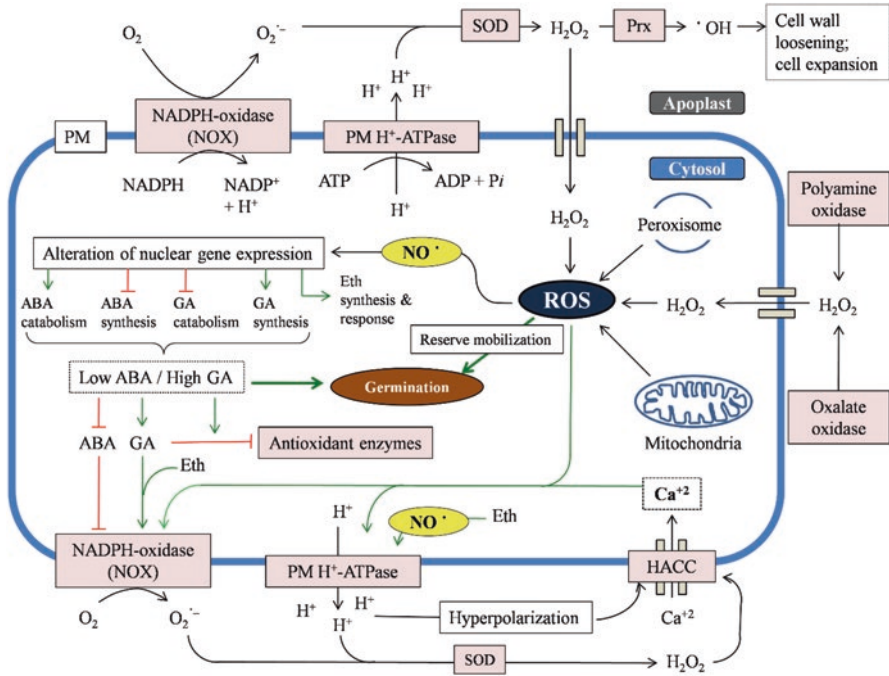 O₂
O₂˙⁻
SOD
H₂O₂
Prx
˙OH
Cell wall
loosening;
cell expansion
H⁺
H⁺
H⁺
H⁺
Apoplast
PM
NADPH-oxidase
(NOX)
PM H⁺-ATPase
Cytosol
NADPH
NADP⁺
+ H⁺
ATP
ADP + Pi
H⁺
H₂O₂
Peroxisome
Polyamine
oxidase
Alteration of nuclear gene expression
NO˙
ABA
catabolism
ABA
synthesis
GA
catabolism
GA
synthesis
Eth
synthesis &
response
ROS
H₂O₂
H₂O₂
Reserve mobilization
Low ABA / High GA
Germination
Mitochondria
Oxalate
oxidase
ABA
GA
Antioxidant enzymes
Eth
Ca⁺²
H⁺
NO˙
Eth
NADPH-oxidase
(NOX)
PM H⁺-ATPase
HACC
O₂
O₂˙⁻
H⁺
H⁺
H⁺
Hyperpolarization
Ca⁺²
SOD
H₂O₂